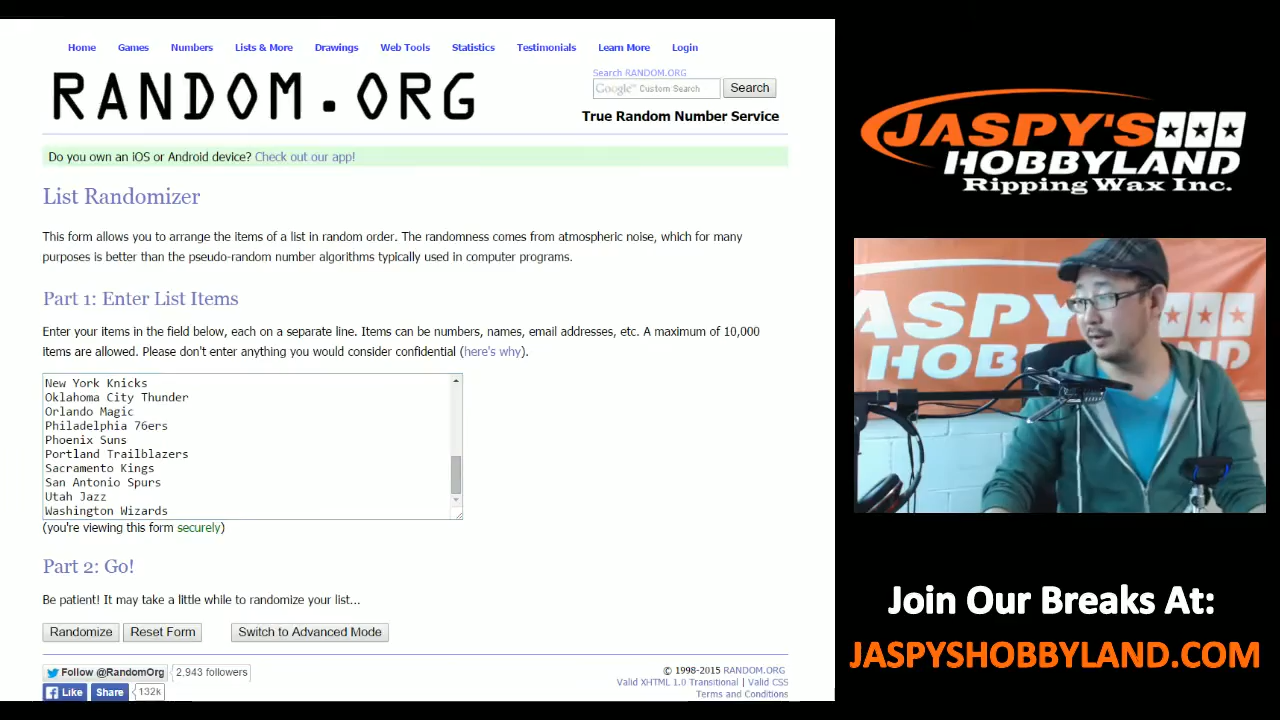 Home Games Numbers Lists & More Drawings Web Tools Statistics Testimonials Learn More Login
RANDOM.ORG
Search RANDOM.ORG
Google™ Custom Search Search
True Random Number Service
Do you own an iOS or Android device? Check out our app!
List Randomizer
This form allows you to arrange the items of a list in random order. The randomness comes from atmospheric noise, which for many
purposes is better than the pseudo-random number algorithms typically used in computer programs.
Part 1: Enter List Items
Enter your items in the field below, each on a separate line. Items can be numbers, names, email addresses, etc. A maximum of 10,000
items are allowed. Please don't enter anything you would consider confidential (here's why).
New York Knicks
Oklahoma City Thunder
Orlando Magic
Philadelphia 76ers
Phoenix Suns
Portland Trailblazers
Sacramento Kings
San Antonio Spurs
Utah Jazz
Washington Wizards
(you're viewing this form securely)
Part 2: Go!
Be patient! It may take a little while to randomize your list...
Randomize Reset Form Switch to Advanced Mode
Follow @RandomOrg 2,943 followers
Like Share 132k
© 1998-2015 RANDOM.ORG
Valid XHTML 1.0 Transitional | Valid CSS
Terms and Conditions
JASPY'S
HOBBYLAND
Ripping Wax Inc.
JASPY'S
Join Our Breaks At:
JASPYSHOBBYLAND.COM